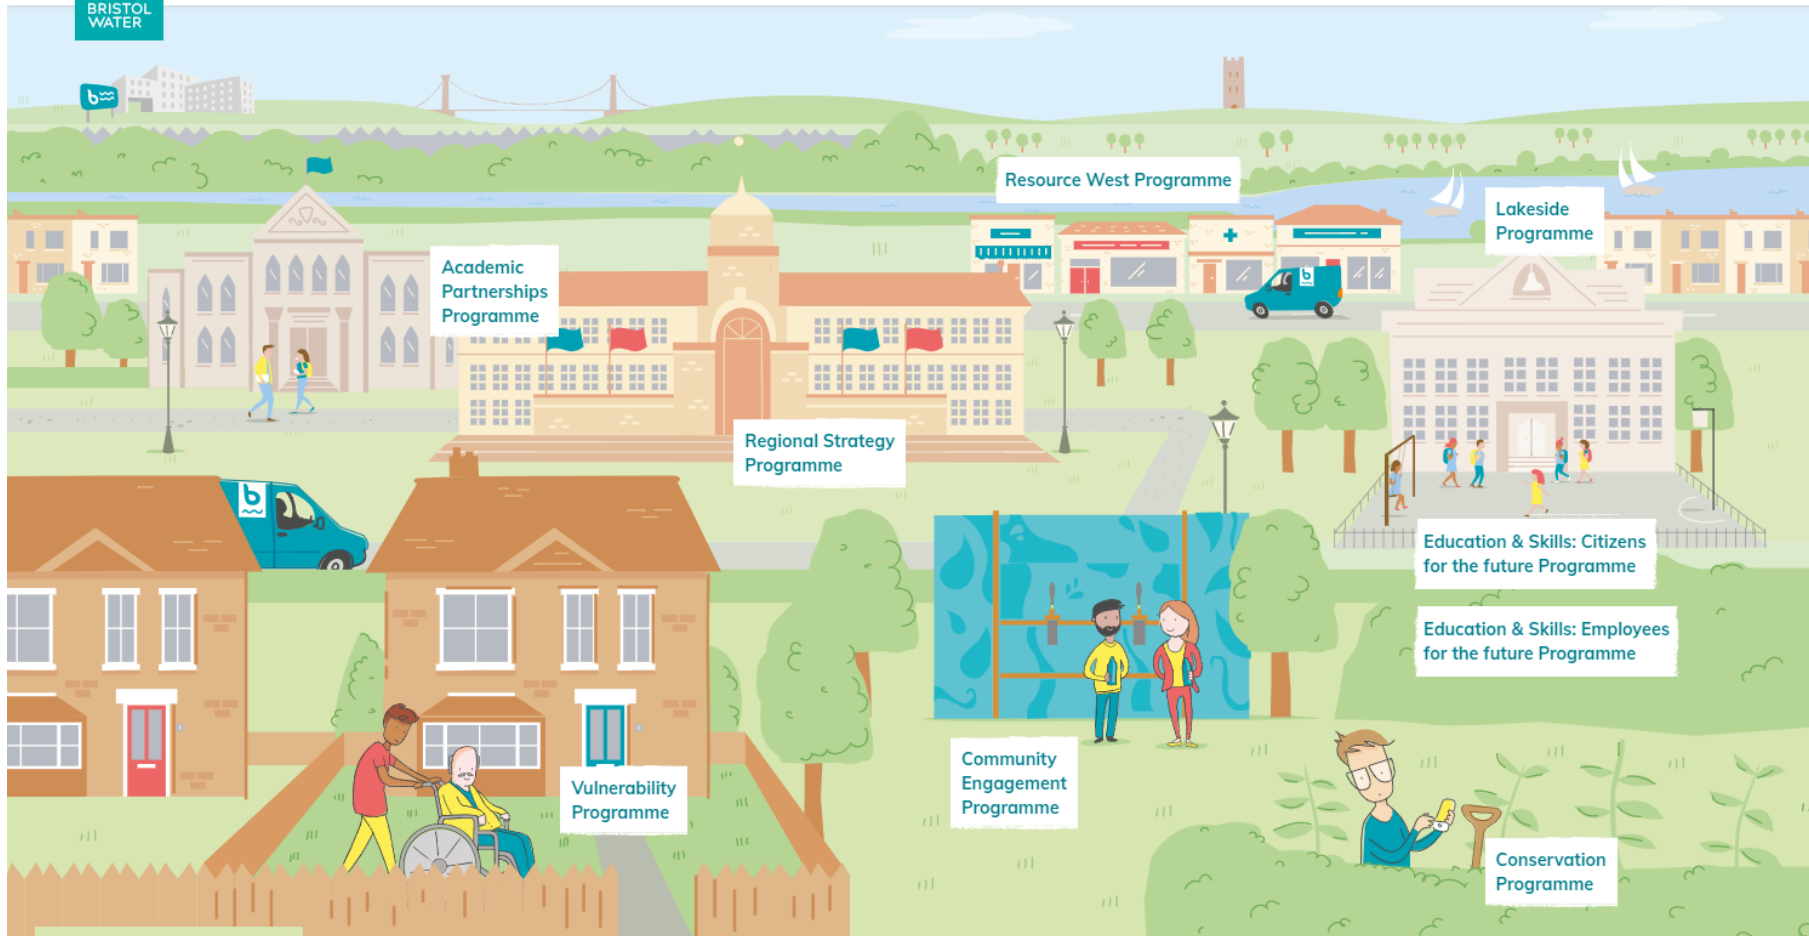 BRISTOL
WATER
b
Resource West Programme
Lakeside
Programme
Academic
Partnerships
Programme
b
Regional Strategy
Programme
b
Education & Skills: Citizens
for the future Programme
Education & Skills: Employees
for the future Programme
Vulnerability
Programme
Community
Engagement
Programme
Conservation
Programme